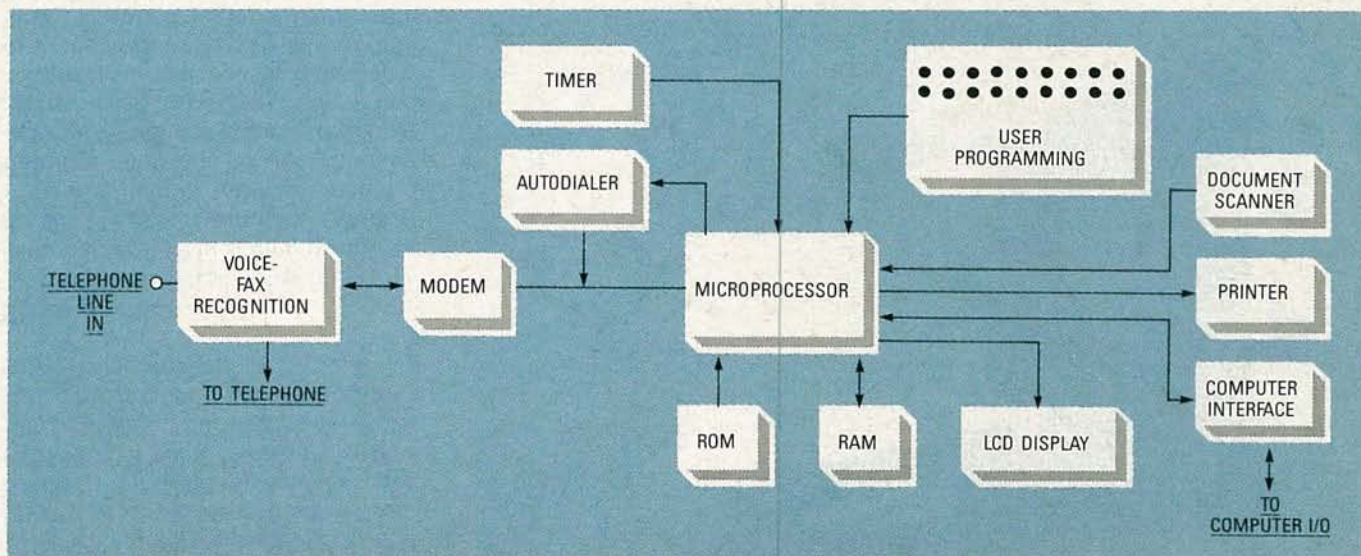 TIMER
USER
PROGRAMMING
AUTODIALER
DOCUMENT
SCANNER
TELEPHONE
LINE
IN
VOICE-
FAX
RECOGNITION
MODEM
MICROPROCESSOR
PRINTER
TO TELEPHONE
COMPUTER
INTERFACE
ROM
RAM
LCD DISPLAY
TO
COMPUTER I/O